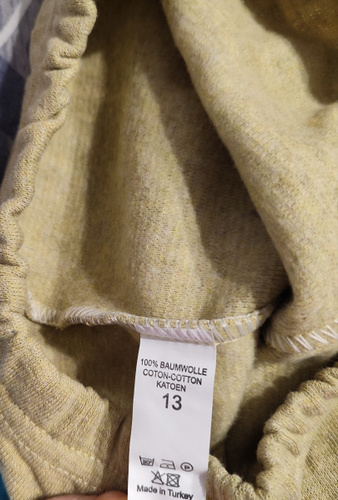 100% BAUMWOLLE
COTON-COTTON
KATOEN
13
Made in Turkey